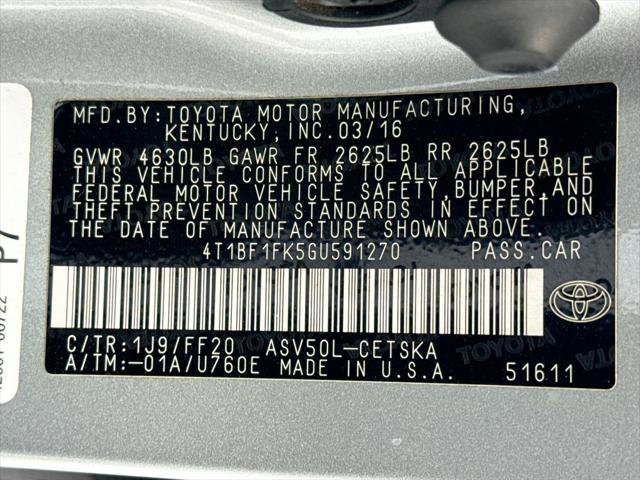 MFD.BY:TOYOTA MOTOR MANUFACTURING,
KENTUCKY,INC.03/16
GVWR 4630LB GAWR FR 2625LB RR 2625LB
THIS VEHICLE CONFORMS TO ALL APPLICABLE
FEDERAL MOTOR VEHICLE SAFETY,BUMPER,AND
THEFT PREVENTION STANDARDS IN EFFECT ON
THE DATE OF MANUFACTURE SHOWN ABOVE.
4T1BF1FK5GU591270 PASS.CAR
C/TR:1J9/FF20 ASV50L-CETSKA
A/TM:-01A/U760E MADE IN U.S.A. 51611
P7